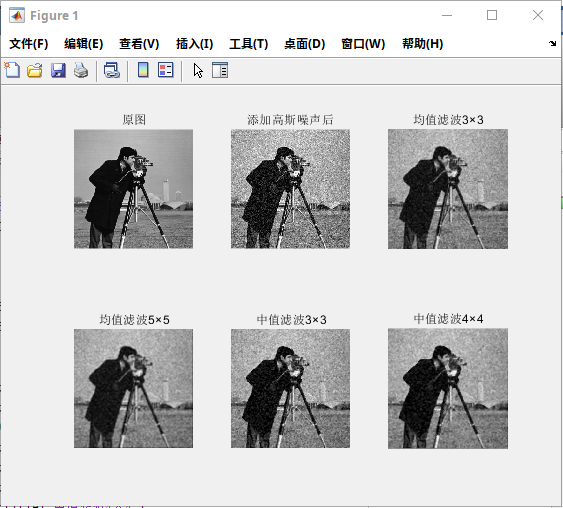 Figure 1
文件(F) 编辑(E) 查看(V) 插入(I) 工具(T) 桌面(D) 窗口(W) 帮助(H)
原图 添加高斯噪声后 均值滤波3×3
均值滤波5×5 中值滤波3×3 中值滤波4×4